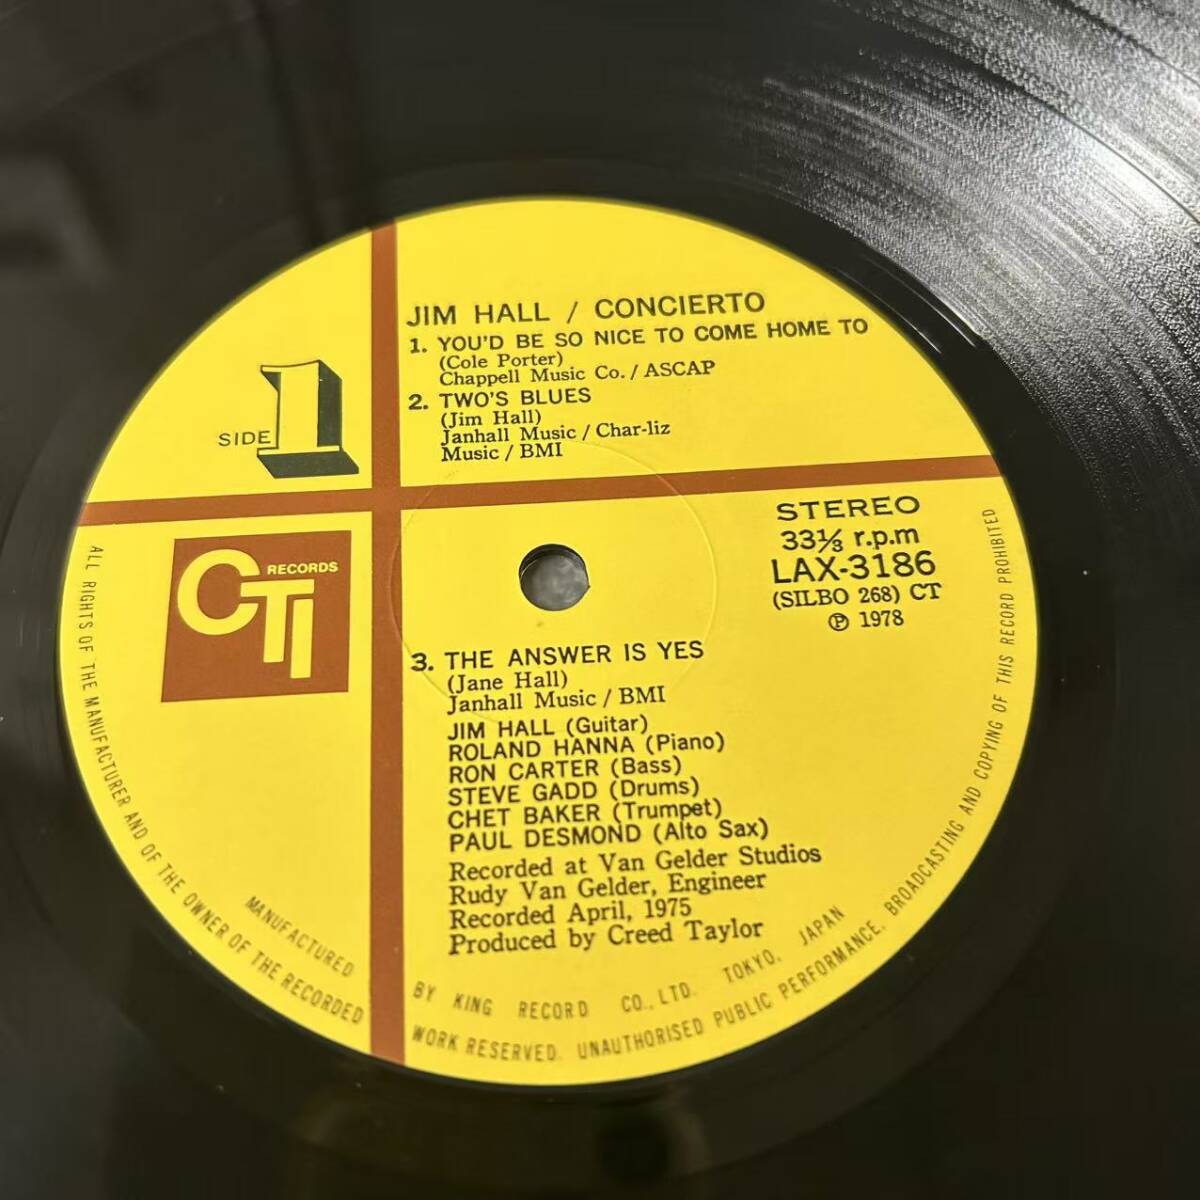 JIM HALL / CONCIERTO
1. YOU'D BE SO NICE TO COME HOME TO
(Cole Porter)
Chappell Music Co. / ASCAP
2. TWO'S BLUES
(Jim Hall)
Janhall Music / Char-liz
Music / BMI
SIDE 1
STEREO
33⅓ r.p.m
LAX-3186
(SILBO 268) CT
Ⓟ 1978
CTI RECORDS
3. THE ANSWER IS YES
(Jane Hall)
Janhall Music / BMI
JIM HALL (Guitar)
ROLAND HANNA (Piano)
RON CARTER (Bass)
STEVE GADD (Drums)
CHET BAKER (Trumpet)
PAUL DESMOND (Alto Sax)
Recorded at Van Gelder Studios
Rudy Van Gelder, Engineer
Recorded April, 1975
Produced by Creed Taylor
MANUFACTURED BY KING RECORD CO., LTD. TOKYO, JAPAN
ALL RIGHTS OF THE MANUFACTURER AND OF THE OWNER OF THE RECORDED WORK RESERVED. UNAUTHORISED PUBLIC PERFORMANCE, BROADCASTING AND COPYING OF THIS RECORD PROHIBITED